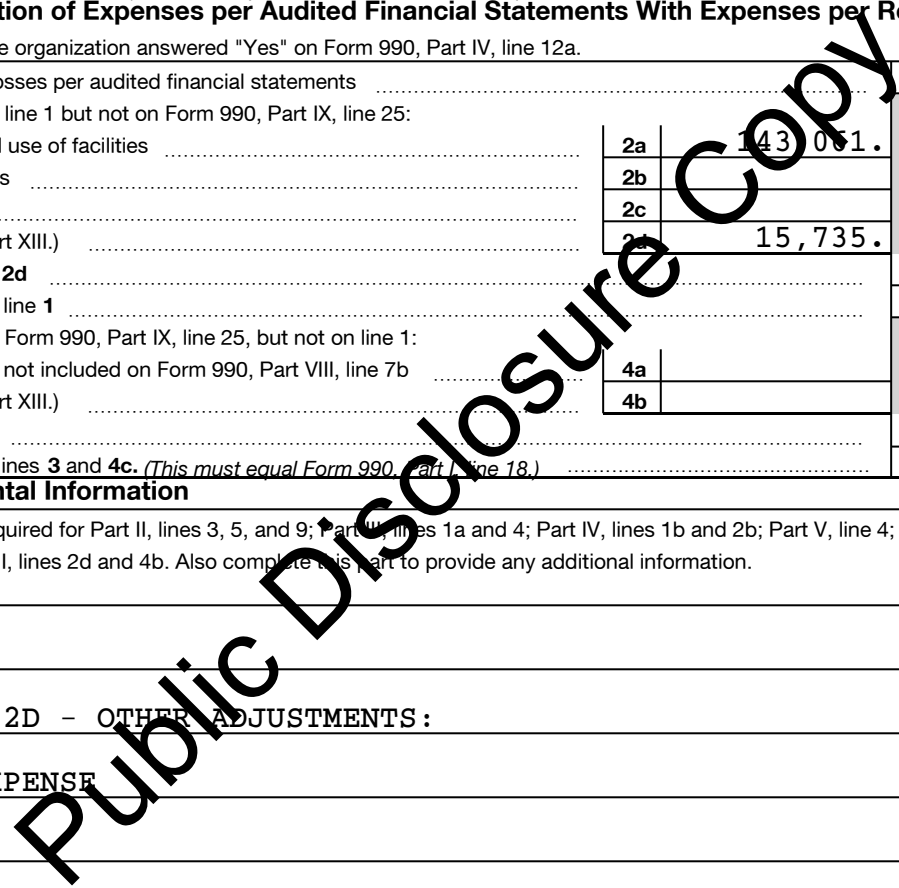 tion of Expenses per Audited Financial Statements With Expenses per Re
e organization answered "Yes" on Form 990, Part IV, line 12a.
osses per audited financial statements
line 1 but not on Form 990, Part IX, line 25:
l use of facilities 2a 143,061.
s 2b
2c
rt XIII.) 2d 15,735.
2d
line 1
Form 990, Part IX, line 25, but not on line 1:
not included on Form 990, Part VIII, line 7b 4a
rt XIII.) 4b
ines 3 and 4c. (This must equal Form 990, Part I, line 18.)
ntal Information
quired for Part II, lines 3, 5, and 9; Part III, lines 1a and 4; Part IV, lines 1b and 2b; Part V, line 4;
I, lines 2d and 4b. Also complete this part to provide any additional information.
2D - OTHER ADJUSTMENTS:
XPENSE
Public Disclosure Copy